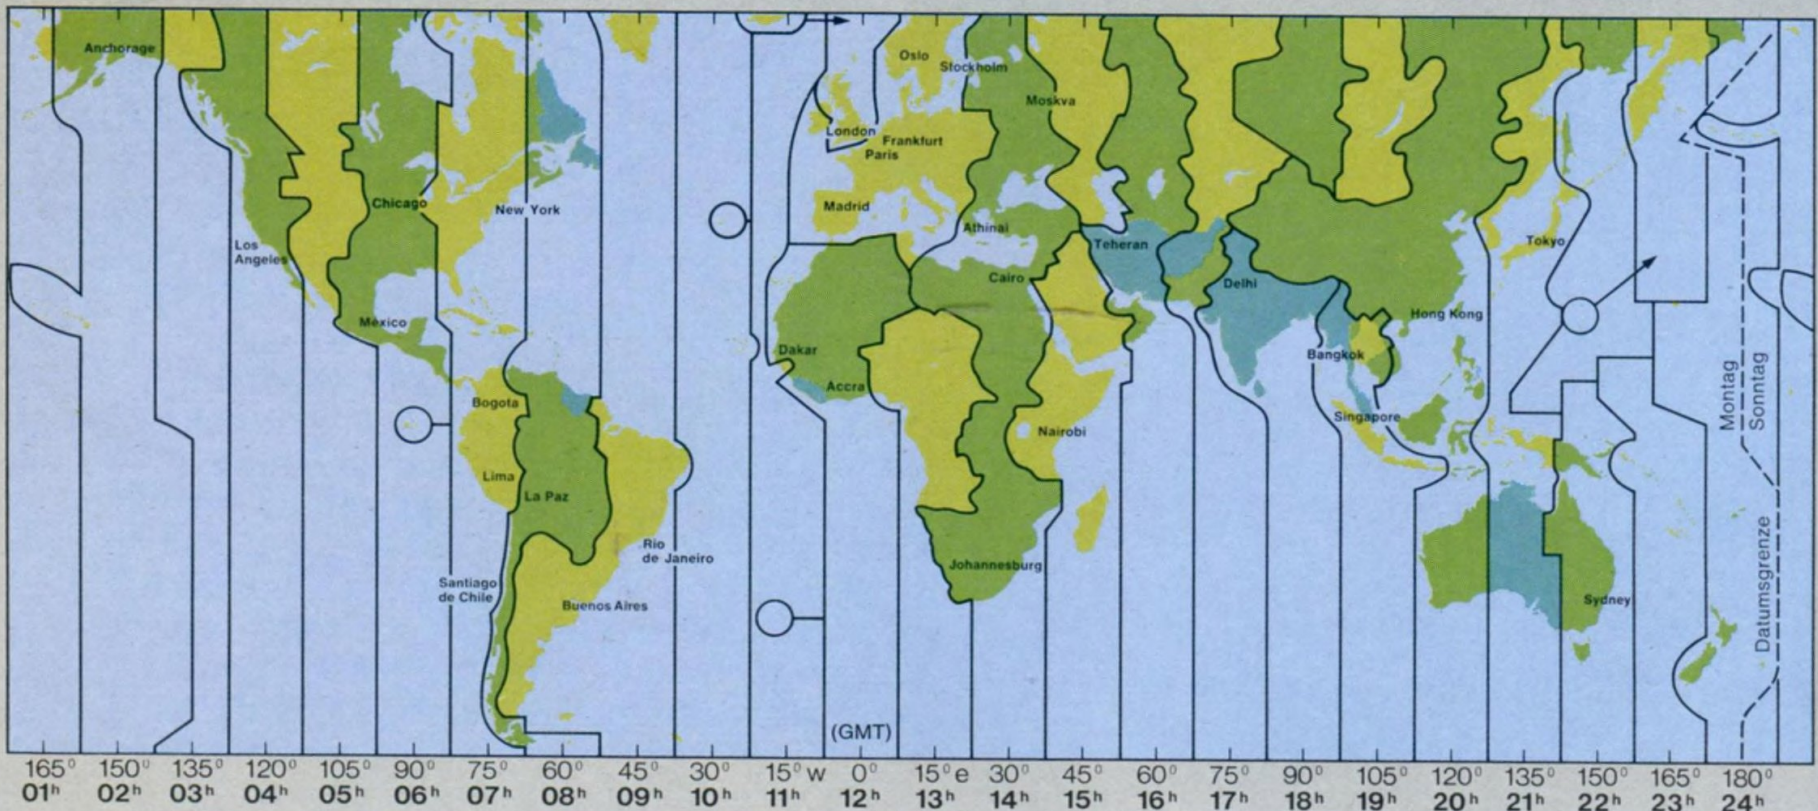 Anchorage
Oslo
Stockholm
Moskva
London
Frankfurt
Paris
Chicago
New York
Madrid
Athinai
Teheran
Tokyo
Los
Angeles
Cairo
Delhi
México
Hong Kong
Dakar
Bangkok
Accra
Bogota
Singapore
Nairobi
Montag
Sonntag
Lima
La Paz
Rio
de Janeiro
Johannesburg
Santiago
de Chile
Buenos Aires
Sydney
Datumsgrenze
(GMT)
165° 150° 135° 120° 105° 90° 75° 60° 45° 30° 15° w 0° 15° e 30° 45° 60° 75° 90° 105° 120° 135° 150° 165° 180°
01h 02h 03h 04h 05h 06h 07h 08h 09h 10h 11h 12h 13h 14h 15h 16h 17h 18h 19h 20h 21h 22h 23h 24h